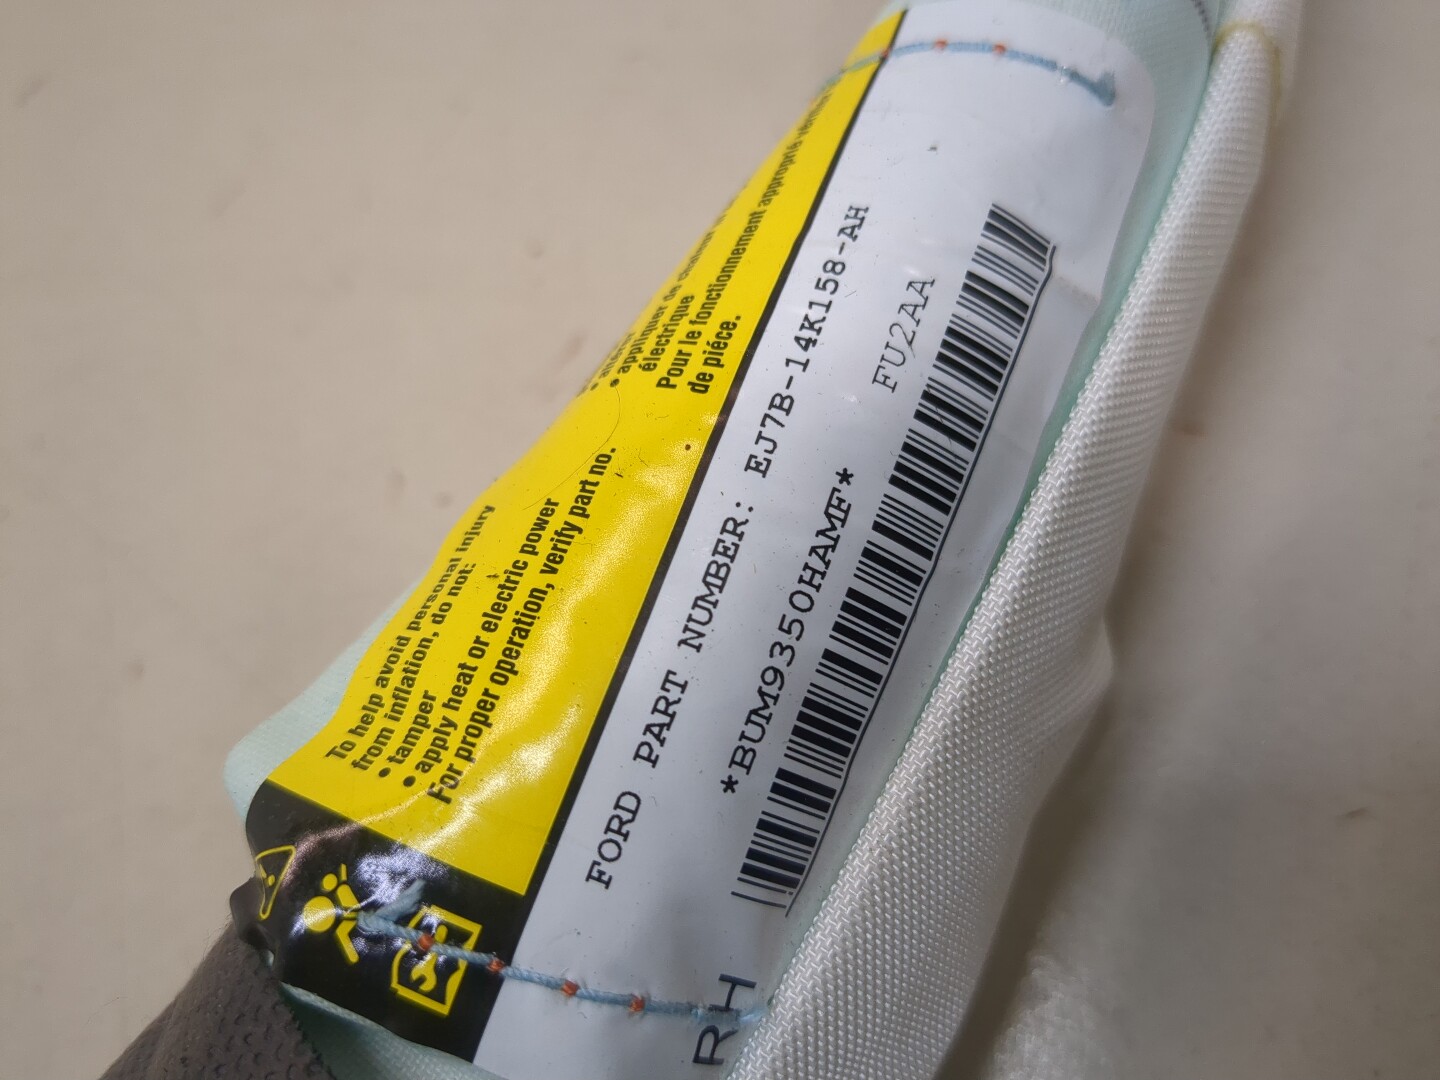 To help avoid personal injury
from inflation, do not:
• tamper
• apply heat or electric power
For proper operation, verify part no.
• appliquer de chaleur
électrique
Pour le fonctionnement approprié
de piéce.
FORD PART NUMBER: EJ7B-14K158-AH
FU2AA
*BUM9350HAMF*
RH